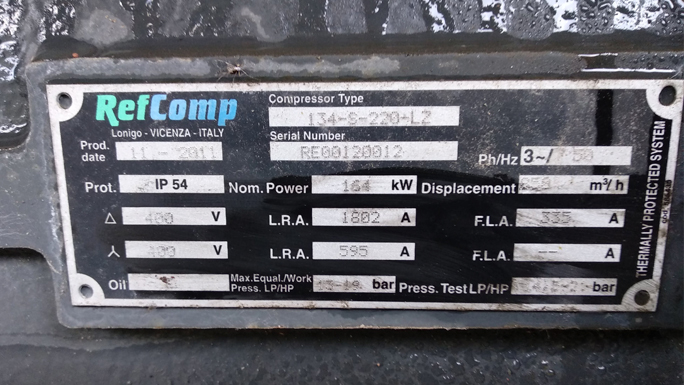 RefComp
Lonigo - VICENZA - ITALY
Compressor Type
134-S-220-LZ
Serial Number
RE00120012
Prod. date 11 - 2011
Ph/Hz 3~/ 50
Prot. IP 54 Nom. Power 164 kW Displacement m³/h
△ 400 V L.R.A. 1802 A F.L.A. 335 A
⅄ 400 V L.R.A. 595 A F.L.A. -- A
Oil Max.Equal./Work Press. LP/HP bar Press. Test LP/HP bar
THERMALLY PROTECTED SYSTEM